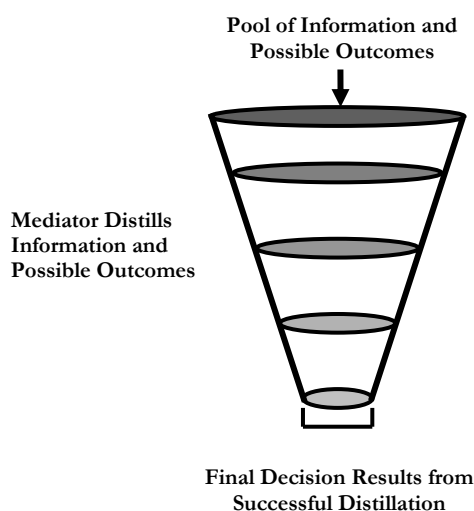 Pool of Information and
Possible Outcomes
Mediator Distills
Information and
Possible Outcomes
Final Decision Results from
Successful Distillation